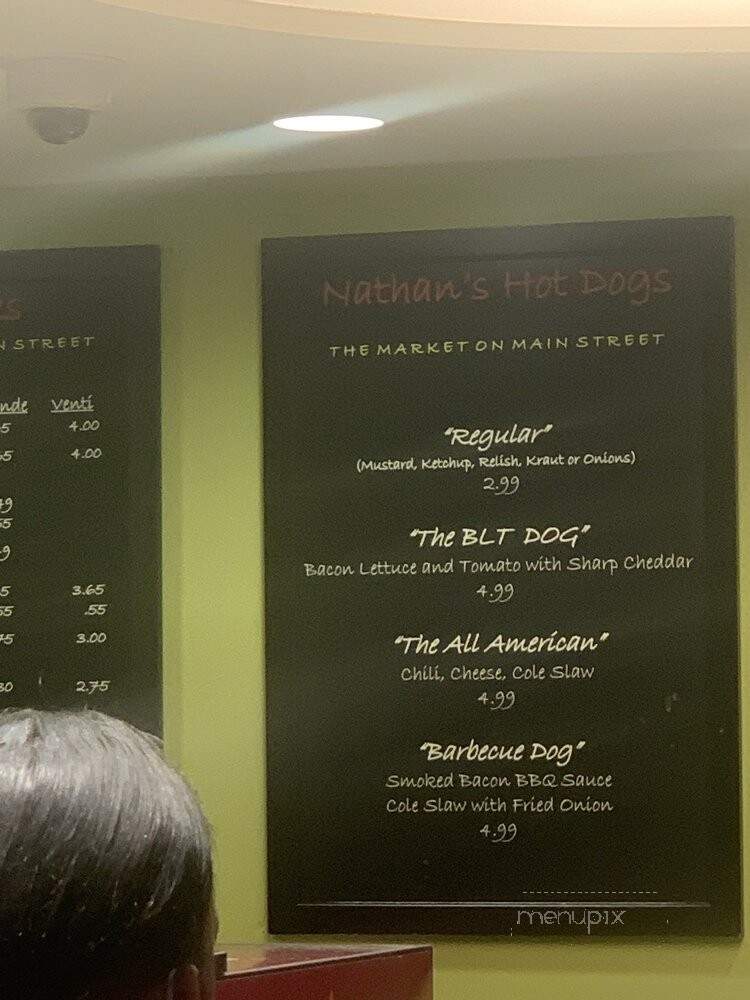 N STREET
Venti
4.00
4.00
3.65
.55
3.00
2.75
Nathan's Hot Dogs
THE MARKET ON MAIN STREET
"Regular"
(Mustard, Ketchup, Relish, Kraut or Onions)
2.99
"The BLT DOG"
Bacon Lettuce and Tomato with Sharp Cheddar
4.99
"The All American"
Chili, Cheese, Cole Slaw
4.99
"Barbecue Dog"
Smoked Bacon BBQ Sauce
Cole Slaw with Fried Onion
4.99
menupix